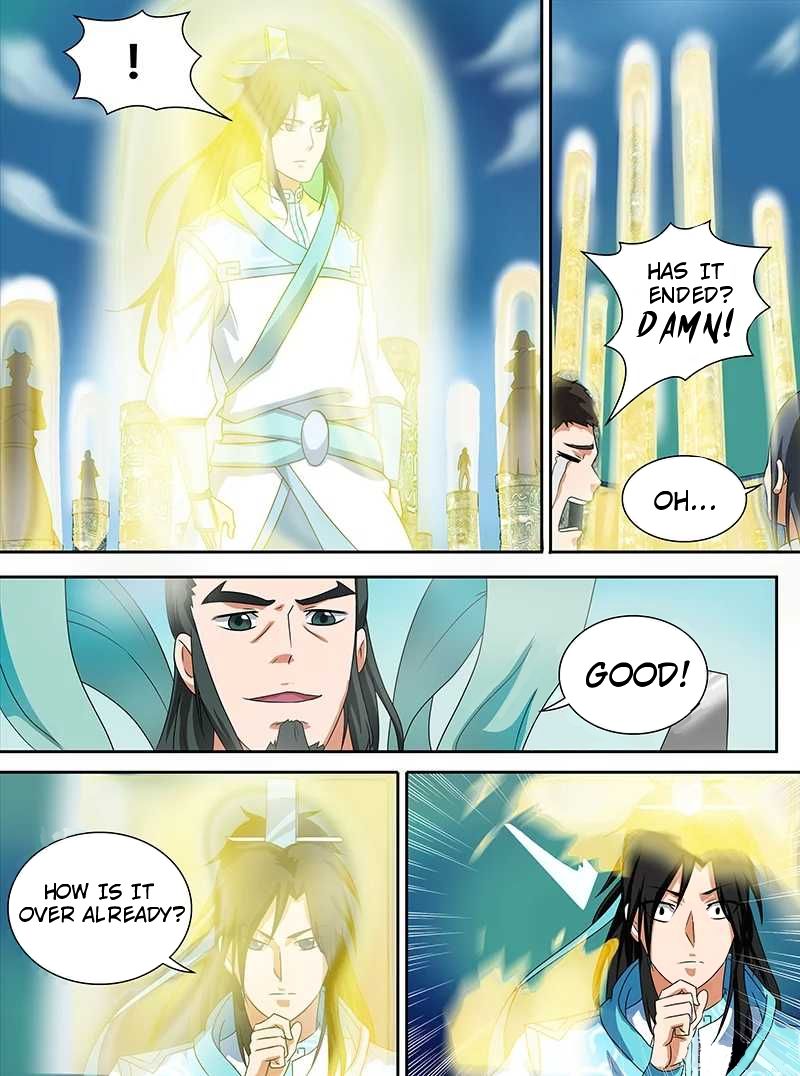 !
HAS IT
ENDED?
DAMN!
OH...
GOOD!
HOW IS IT
OVER ALREADY?